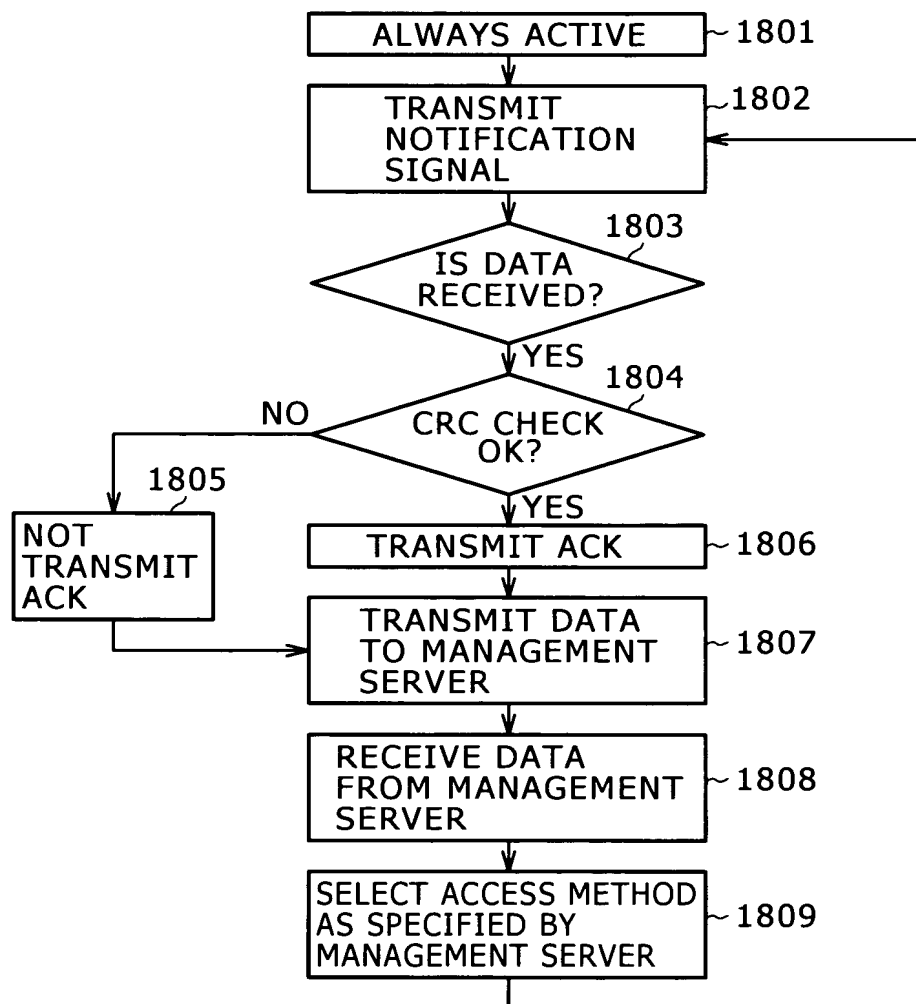 ALWAYS ACTIVE
1801
TRANSMIT
NOTIFICATION
SIGNAL
1802
IS DATA
RECEIVED?
1803
YES
CRC CHECK
OK?
1804
NO
YES
NOT
TRANSMIT
ACK
1805
TRANSMIT ACK
1806
TRANSMIT DATA
TO MANAGEMENT
SERVER
1807
RECEIVE DATA
FROM MANAGEMENT
SERVER
1808
SELECT ACCESS METHOD
AS SPECIFIED BY
MANAGEMENT SERVER
1809